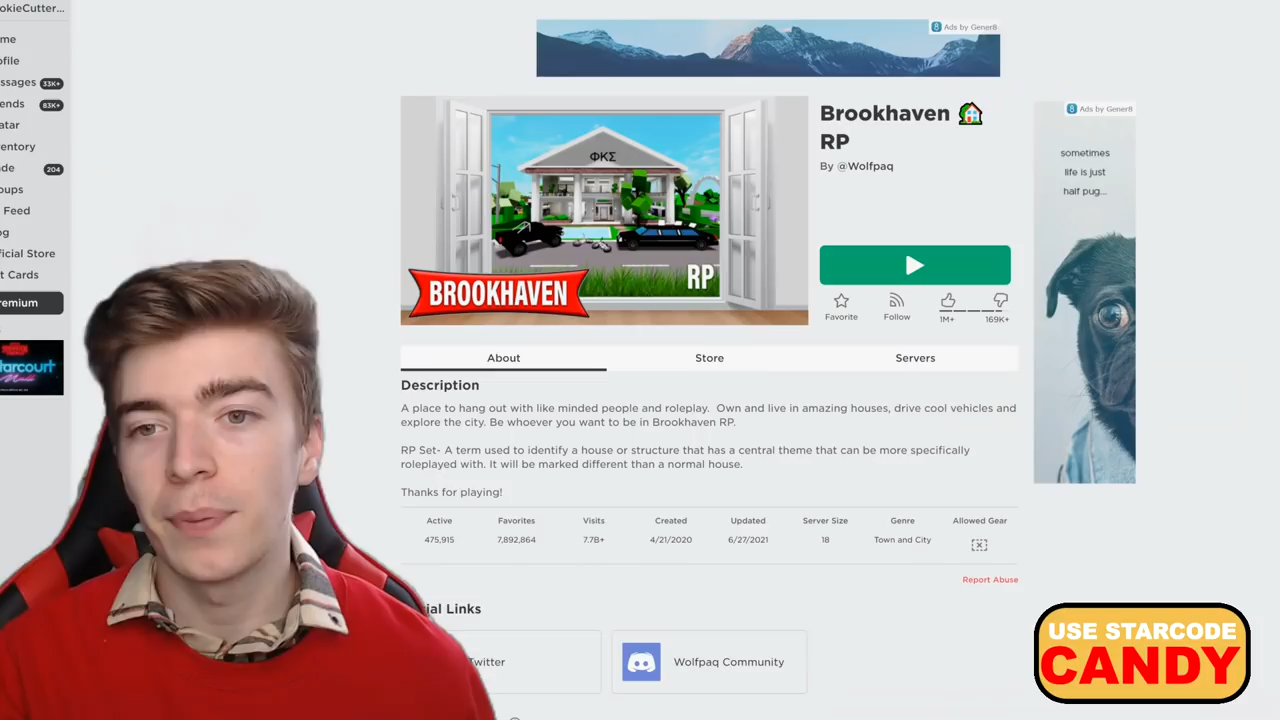 okieCutter...
me
ofile
ssages 33K+
ends 83K+
atar
ventory
de 204
oups
Feed
og
ficial Store
t Cards
remium
tarcourt
Ads by Gener8
ΦΚΣ
BROOKHAVEN
RP
Brookhaven
RP
By @Wolfpaq
Favorite
Follow
1M+
169K+
Ads by Gener8
sometimes
life is just
half pug...
About
Store
Servers
Description
A place to hang out with like minded people and roleplay. Own and live in amazing houses, drive cool vehicles and
explore the city. Be whoever you want to be in Brookhaven RP.
RP Set- A term used to identify a house or structure that has a central theme that can be more specifically
roleplayed with. It will be marked different than a normal house.
Thanks for playing!
Active Favorites Visits Created Updated Server Size Genre Allowed Gear
475,915 7,892,864 7.7B+ 4/21/2020 6/27/2021 18 Town and City
Report Abuse
ial Links
Twitter
Wolfpaq Community
USE STARCODE
CANDY